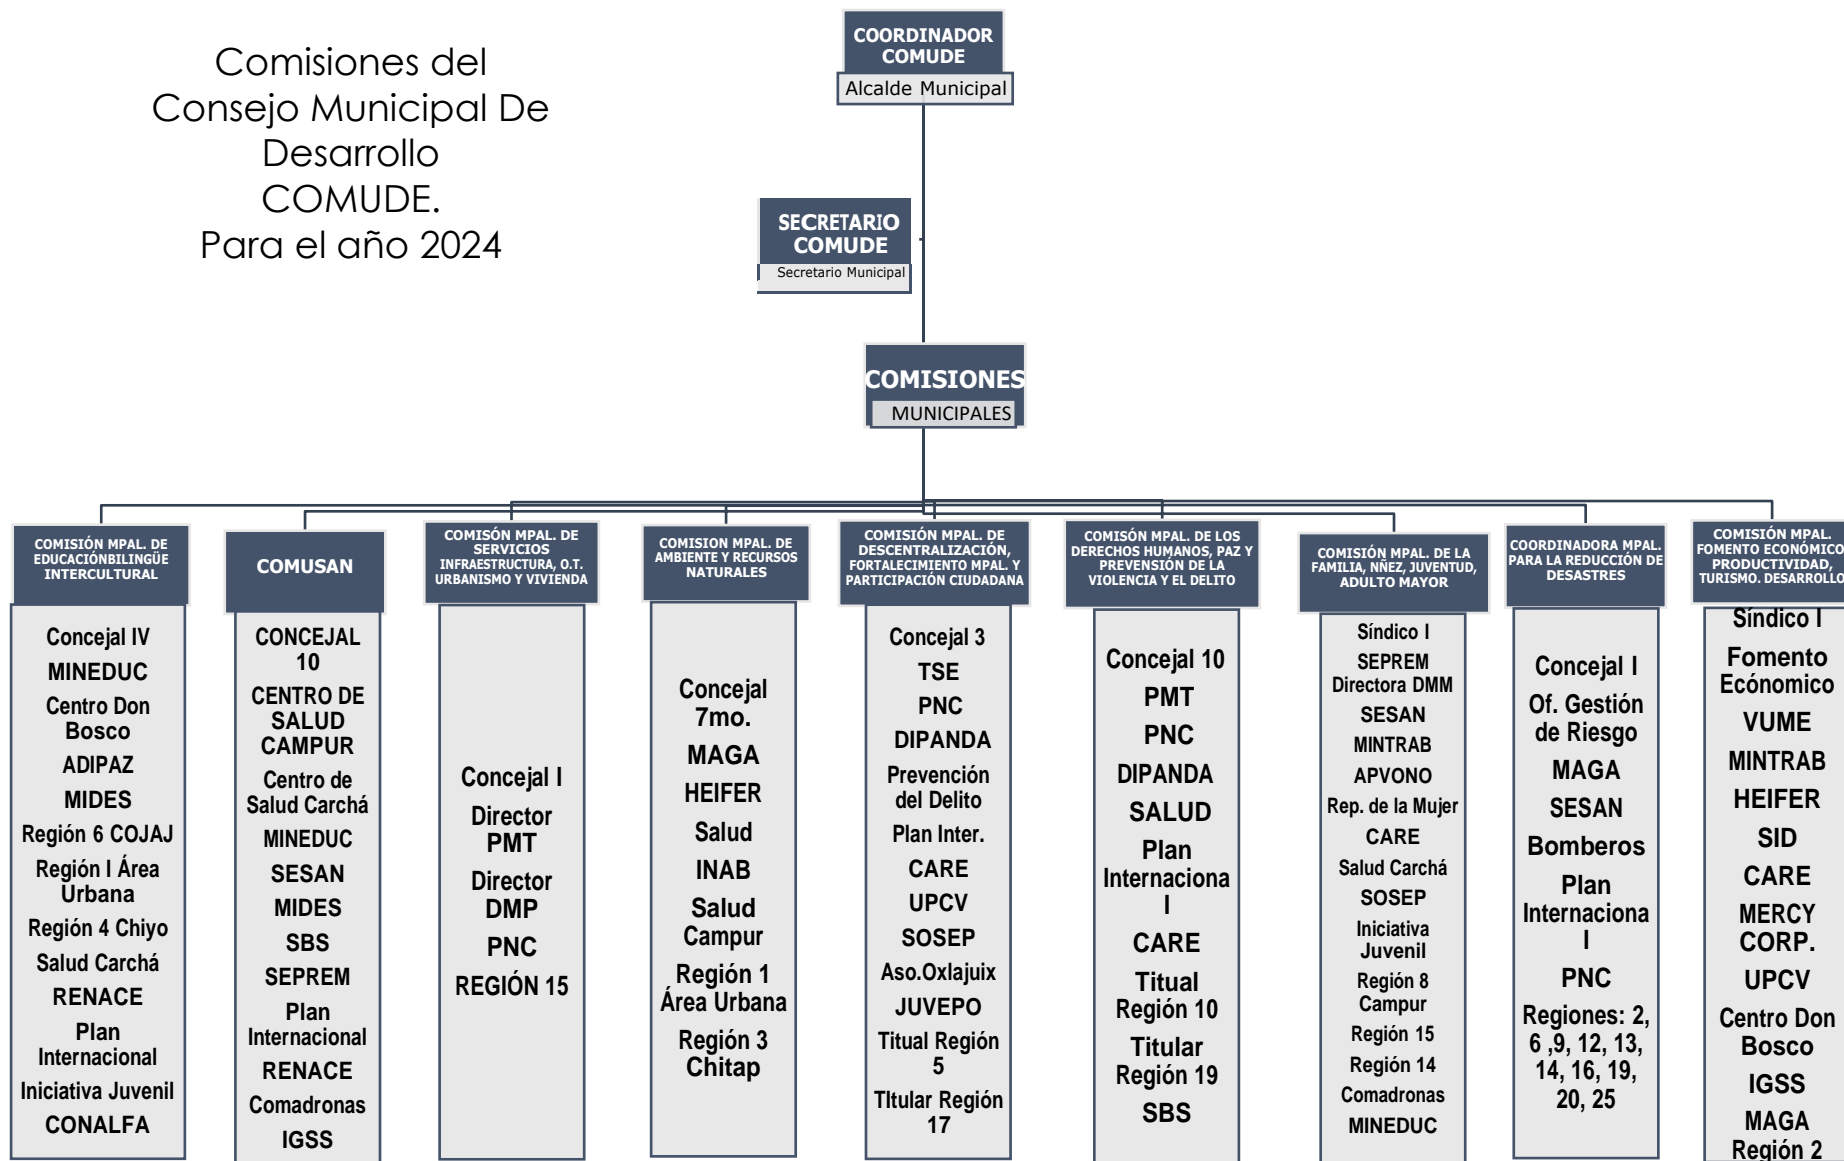 Comisiones del
Consejo Municipal De
Desarrollo
COMUDE.
Para el año 2024
COORDINADOR
COMUDE
Alcalde Municipal
SECRETARIO
COMUDE
Secretario Municipal
COMISIONES
MUNICIPALES
COMISIÓN MPAL. DE
EDUCACIÓNBILINGÜE
INTERCULTURAL
Concejal IV
MINEDUC
Centro Don
Bosco
ADIPAZ
MIDES
Región 6 COJAJ
Región I Área
Urbana
Región 4 Chiyo
Salud Carchá
RENACE
Plan
Internacional
Iniciativa Juvenil
CONALFA
COMUSAN
CONCEJAL
10
CENTRO DE
SALUD
CAMPUR
Centro de
Salud Carchá
MINEDUC
SESAN
MIDES
SBS
SEPREM
Plan
Internacional
RENACE
Comadronas
IGSS
COMISÓN MPAL. DE
SERVICIOS
INFRAESTRUCTURA, O.T.
URBANISMO Y VIVIENDA
Concejal I
Director
PMT
Director
DMP
PNC
REGIÓN 15
COMISION MPAL. DE
AMBIENTE Y RECURSOS
NATURALES
Concejal
7mo.
MAGA
HEIFER
Salud
INAB
Salud
Campur
Región 1
Área Urbana
Región 3
Chitap
COMISIÓN MPAL. DE
DESCENTRALIZACIÓN,
FORTALECIMIENTO MPAL. Y
PARTICIPACIÓN CIUDADANA
Concejal 3
TSE
PNC
DIPANDA
Prevención
del Delito
Plan Inter.
CARE
UPCV
SOSEP
Aso.Oxlajuix
JUVEPO
Titual Región
5
TItular Región
17
COMISÓN MPAL. DE LOS
DERECHOS HUMANOS, PAZ Y
PREVENCIÓN DE LA
VIOLENCIA Y EL DELITO
Concejal 10
PMT
PNC
DIPANDA
SALUD
Plan
Internaciona
l
CARE
Titual
Región 10
Titular
Región 19
SBS
COMISÓN MPAL. DE LA
FAMILIA, NÑEZ, JUVENTUD,
ADULTO MAYOR
Síndico I
SEPREM
Directora DMM
SESAN
MINTRAB
APVONO
Rep. de la Mujer
CARE
Salud Carchá
SOSEP
Iniciativa
Juvenil
Región 8
Campur
Región 15
Región 14
Comadronas
MINEDUC
COORDINADORA MPAL.
PARA LA REDUCCIÓN DE
DESASTRES
Concejal I
Of. Gestión
de Riesgo
MAGA
SESAN
Bomberos
Plan
Internaciona
l
PNC
Regiones: 2,
6 ,9, 12, 13,
14, 16, 19,
20, 25
COMISIÓN MPAL.
FOMENTO ECONÓMICO
PRODUCTIVIDAD,
TURISMO. DESARROLLO
Síndico I
Fomento
Ecónomico
VUME
MINTRAB
HEIFER
SID
CARE
MERCY
CORP.
UPCV
Centro Don
Bosco
IGSS
MAGA
Región 2